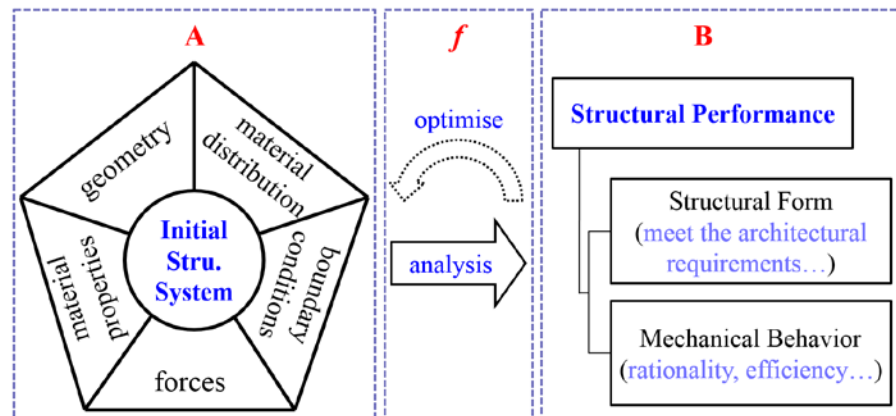 A
geometry
material
distribution
Initial
Stru.
System
material
properties
boundary
conditions
forces
f
optimise
analysis
B
Structural Performance
Structural Form
(meet the architectural
requirements…)
Mechanical Behavior
(rationality, efficiency…)